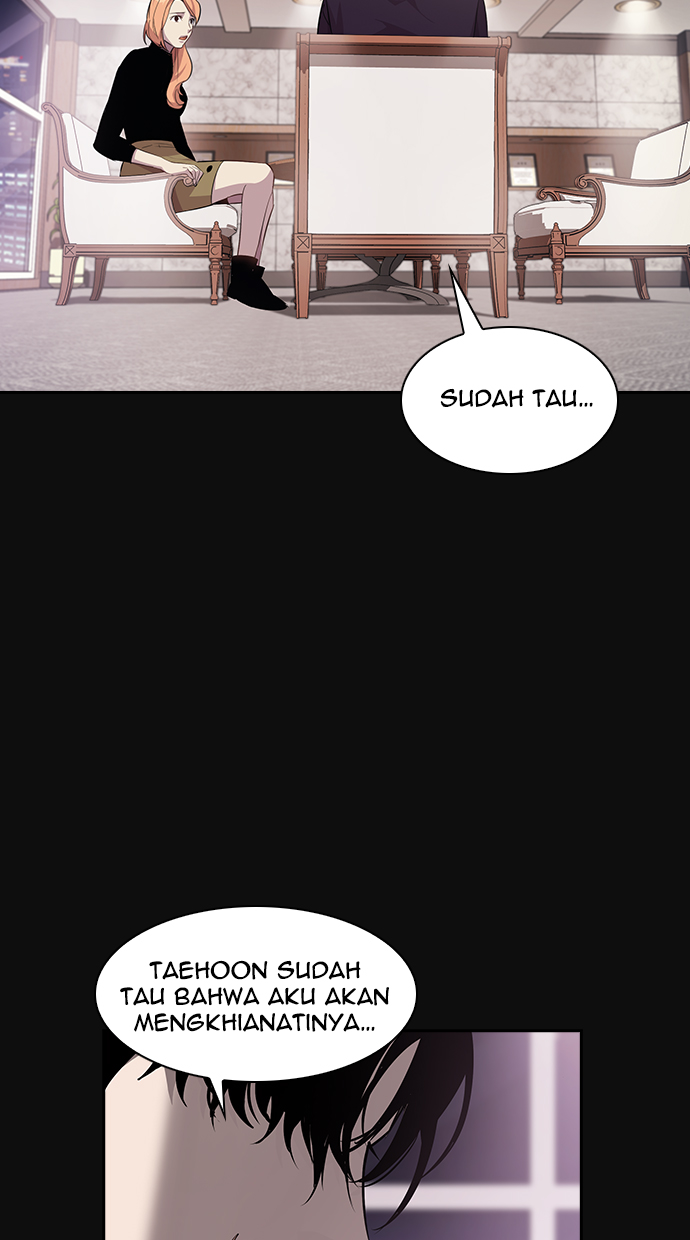 SUDAH TAU...
TAEHOON SUDAH
TAU BAHWA AKU AKAN
MENGKHIANATINYA...